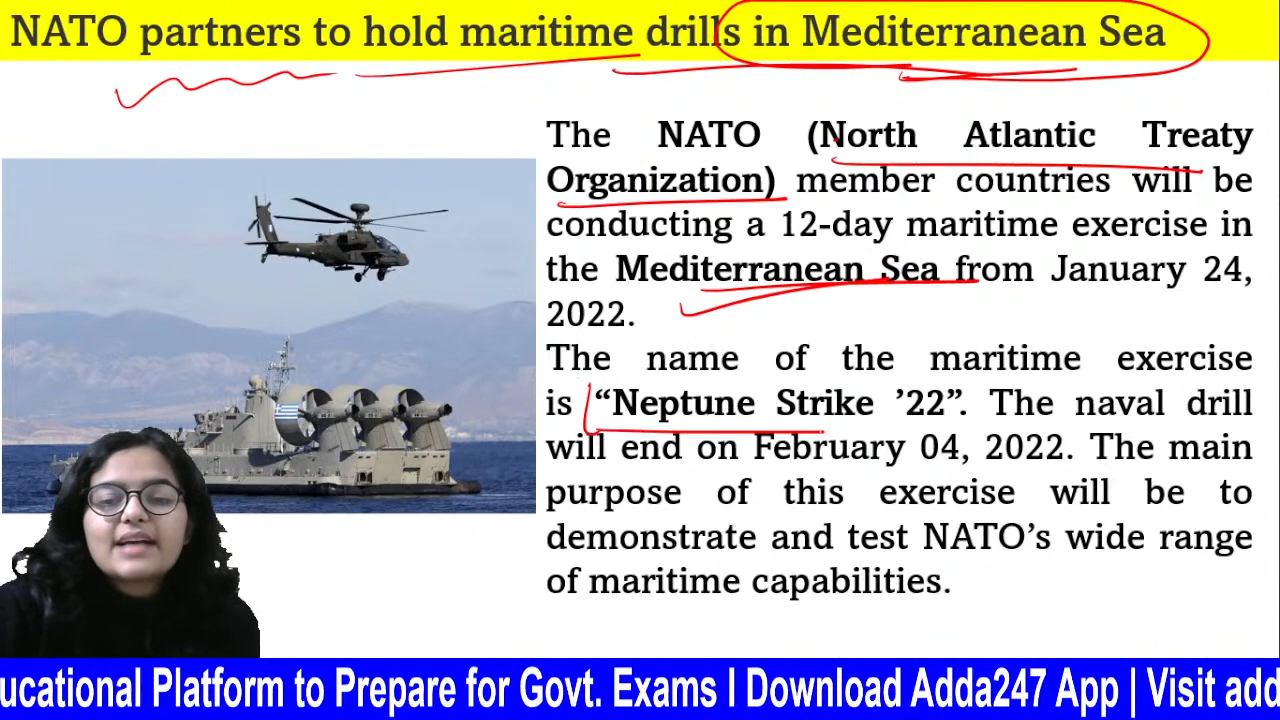 NATO partners to hold maritime drills in Mediterranean Sea
The NATO (North Atlantic Treaty
Organization) member countries will be
conducting a 12-day maritime exercise in
the Mediterranean Sea from January 24,
2022.
The name of the maritime exercise
is “Neptune Strike ’22”. The naval drill
will end on February 04, 2022. The main
purpose of this exercise will be to
demonstrate and test NATO’s wide range
of maritime capabilities.
ucational Platform to Prepare for Govt. Exams I Download Adda247 App | Visit add